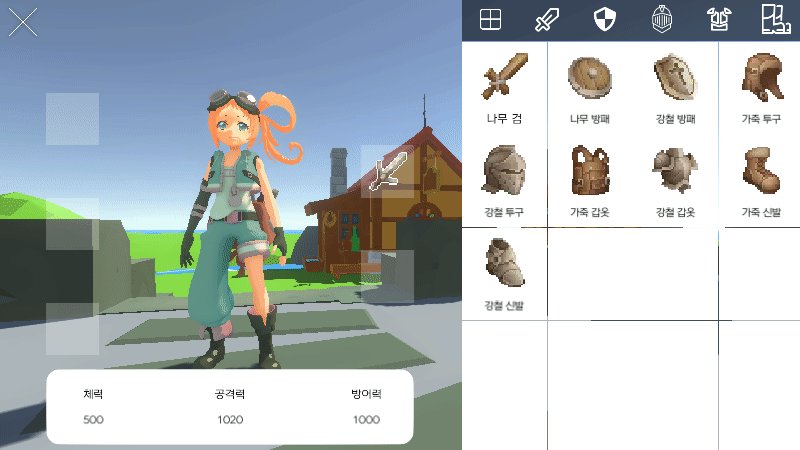 나무 검
나무 방패
강철 방패
가죽 투구
강철 투구
가죽 갑옷
강철 갑옷
가죽 신발
강철 신발
체력
공격력
방어력
500
1020
1000